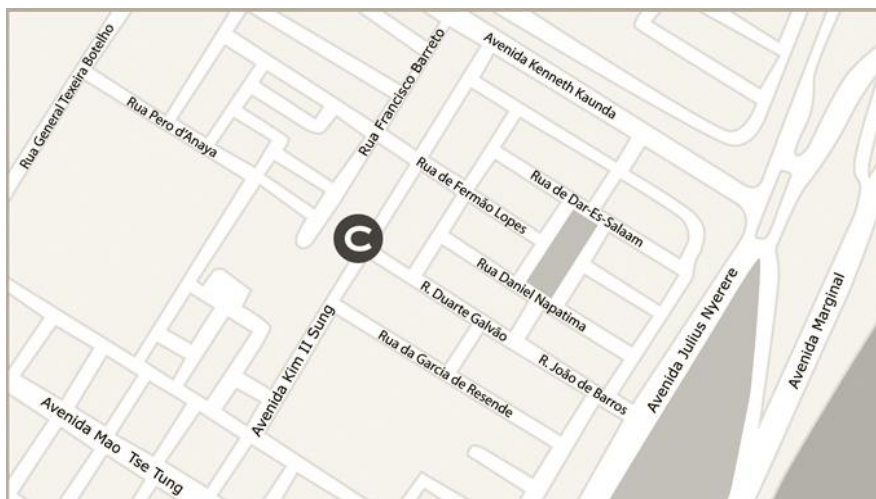 Rua General Texeira Botelho
Rua Pero d'Anaya
Rua Francisco Barreto
Avenida Kenneth Kaunda
Rua de Fermão Lopes
Rua de Dar-Es-Salaam
C
Rua Daniel Napatima
R. Duarte Galvão
R. João de Barros
Rua da Garcia de Resende
Avenida Kim II Sung
Avenida Julius Nyerere
Avenida Marginal
Avenida Mao Tse Tung